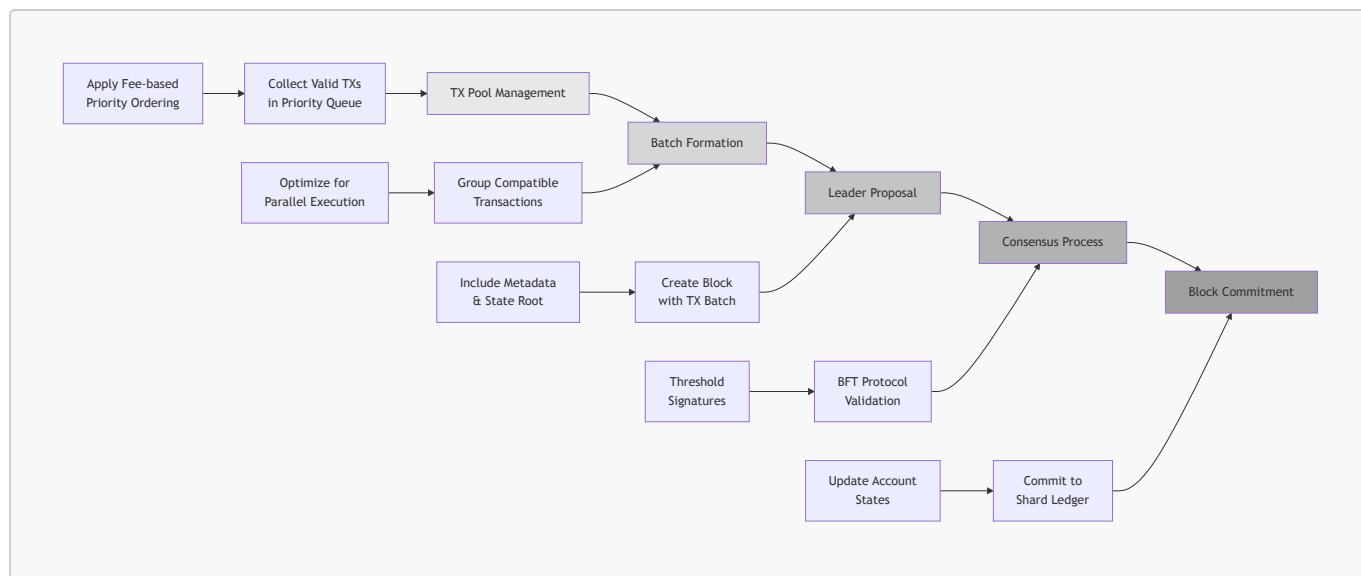 Apply Fee-based
Priority Ordering
Collect Valid TXs
in Priority Queue
TX Pool Management
Batch Formation
Optimize for
Parallel Execution
Group Compatible
Transactions
Leader Proposal
Consensus Process
Include Metadata
& State Root
Create Block
with TX Batch
Block Commitment
Threshold
Signatures
BFT Protocol
Validation
Update Account
States
Commit to
Shard Ledger